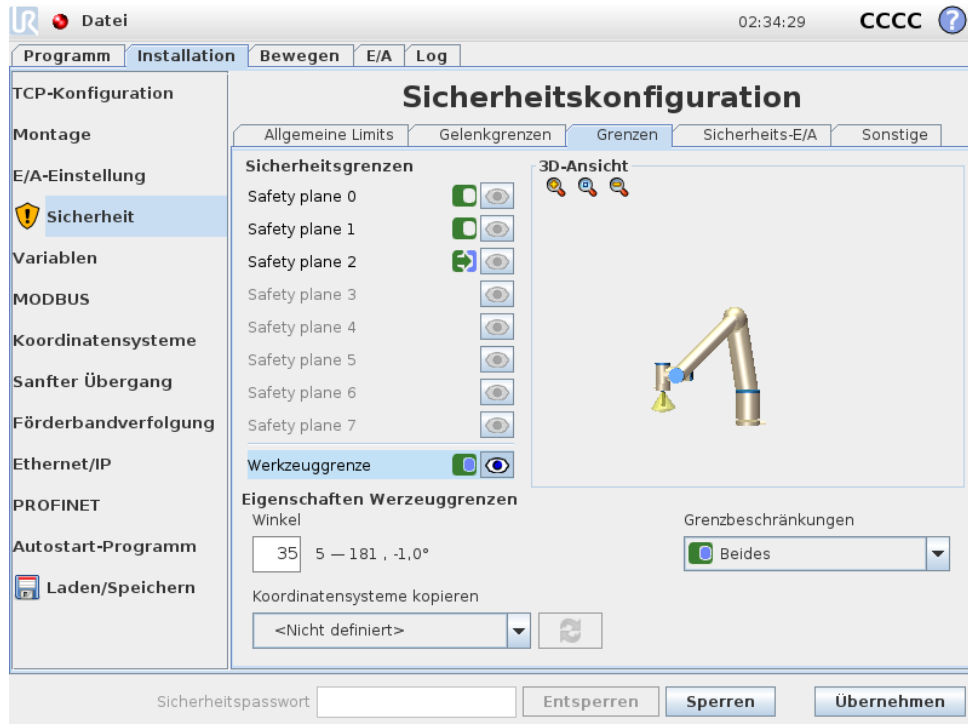 UR Datei 02:34:29 CCCC ?
Programm Installation Bewegen E/A Log
TCP-Konfiguration
Montage
E/A-Einstellung
Sicherheit
Variablen
MODBUS
Koordinatensysteme
Sanfter Übergang
Förderbandverfolgung
Ethernet/IP
PROFINET
Autostart-Programm
Laden/Speichern
Sicherheitskonfiguration
Allgemeine Limits Gelenkgrenzen Grenzen Sicherheits-E/A Sonstige
Sicherheitsgrenzen
Safety plane 0
Safety plane 1
Safety plane 2
Safety plane 3
Safety plane 4
Safety plane 5
Safety plane 6
Safety plane 7
Werkzeuggrenze
3D-Ansicht
Eigenschaften Werzeuggrenzen
Winkel
35 5 — 181 , -1,0°
Grenzbeschränkungen
Beides
Koordinatensysteme kopieren
<Nicht definiert>
Sicherheitspasswort Entsperren Sperren Übernehmen